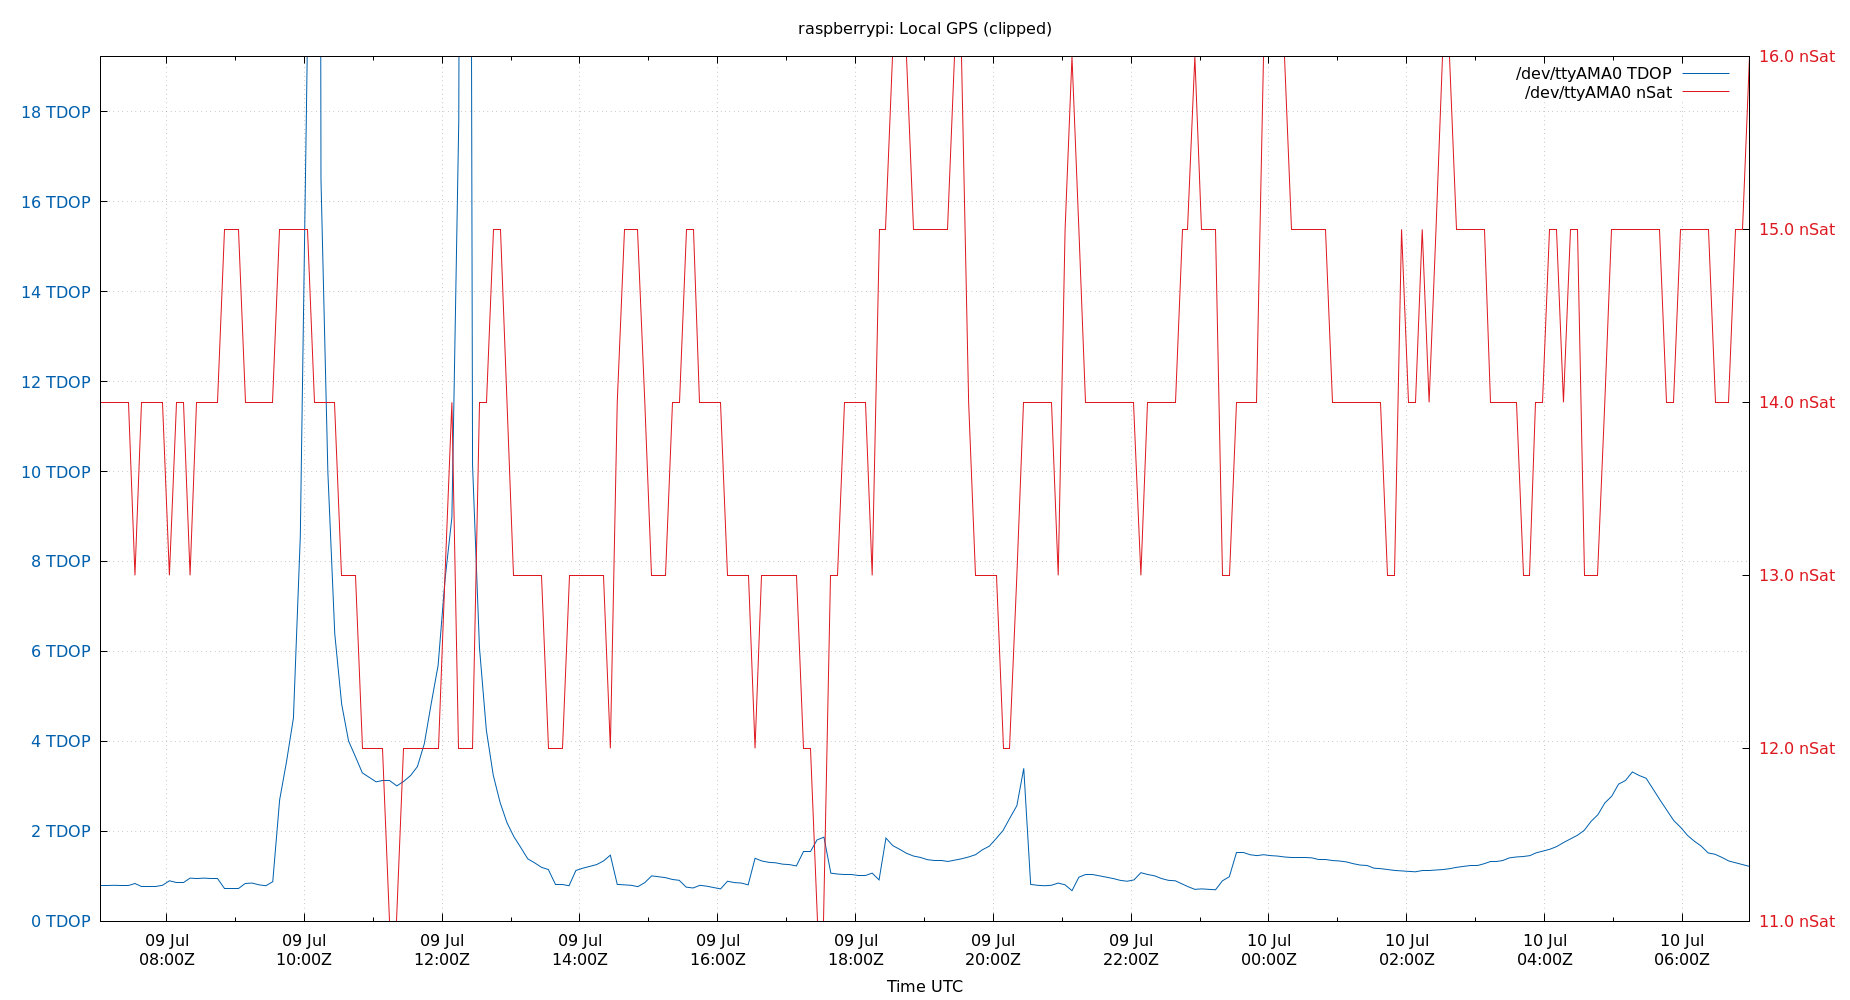 raspberrypi: Local GPS (clipped)
/dev/ttyAMA0 TDOP
/dev/ttyAMA0 nSat
18 TDOP
16 TDOP
14 TDOP
12 TDOP
10 TDOP
8 TDOP
6 TDOP
4 TDOP
2 TDOP
0 TDOP
16.0 nSat
15.0 nSat
14.0 nSat
13.0 nSat
12.0 nSat
11.0 nSat
09 Jul
08:00Z
09 Jul
10:00Z
09 Jul
12:00Z
09 Jul
14:00Z
09 Jul
16:00Z
09 Jul
18:00Z
09 Jul
20:00Z
09 Jul
22:00Z
10 Jul
00:00Z
10 Jul
02:00Z
10 Jul
04:00Z
10 Jul
06:00Z
Time UTC